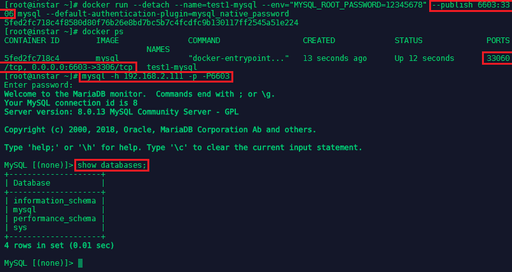 [root@instar ~]# docker run --detach --name=test1-mysql --env="MYSQL_ROOT_PASSWORD=12345678" --publish 6603:33
06 mysql --default-authentication-plugin=mysql_native_password
5fed2fc718c4f8580d80f76b26e8bd7bc5b7c4fcdfc9b130117ff2545a51e224
[root@instar ~]# docker ps
CONTAINER ID IMAGE COMMAND CREATED STATUS PORTS
NAMES
5fed2fc718c4 mysql "docker-entrypoint..." 13 seconds ago Up 12 seconds 33060
/tcp, 0.0.0.0:6603->3306/tcp test1-mysql
[root@instar ~]# mysql -h 192.168.2.111 -p -P6603
Enter password:
Welcome to the MariaDB monitor. Commands end with ; or \g.
Your MySQL connection id is 8
Server version: 8.0.13 MySQL Community Server - GPL
Copyright (c) 2000, 2018, Oracle, MariaDB Corporation Ab and others.
Type 'help;' or '\h' for help. Type '\c' to clear the current input statement.
MySQL [(none)]> show databases;
+--------------------+
| Database |
+--------------------+
| information_schema |
| mysql |
| performance_schema |
| sys |
+--------------------+
4 rows in set (0.01 sec)
MySQL [(none)]>